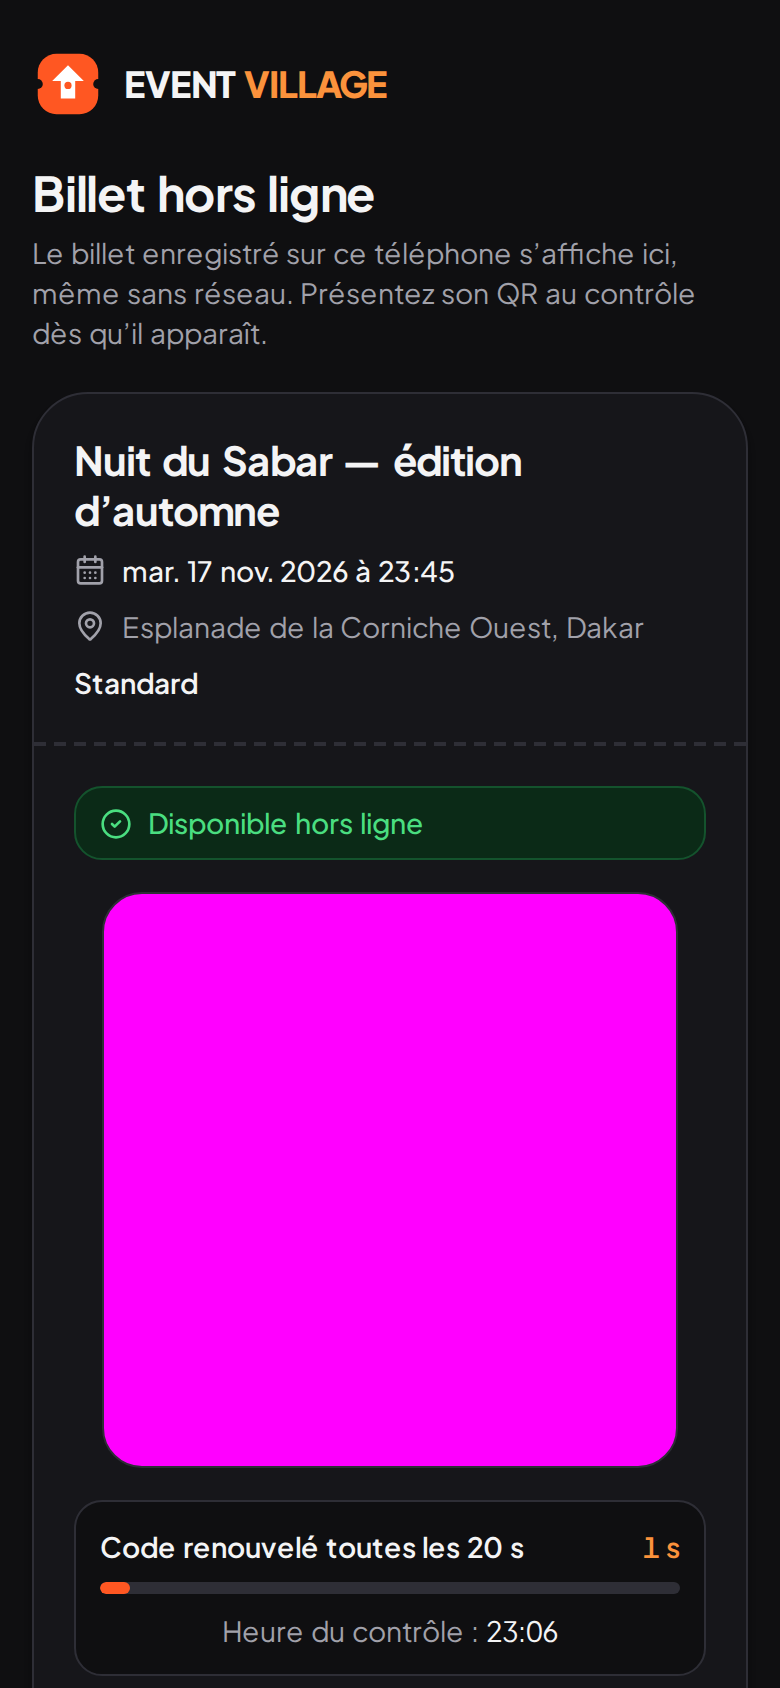 EVENT VILLAGE
Billet hors ligne
Le billet enregistré sur ce téléphone s’affiche ici,
même sans réseau. Présentez son QR au contrôle
dès qu’il apparaît.
Nuit du Sabar — édition
d’automne
mar. 17 nov. 2026 à 23:45
Esplanade de la Corniche Ouest, Dakar
Standard
Disponible hors ligne
Code renouvelé toutes les 20 s 1 s
Heure du contrôle : 23:06